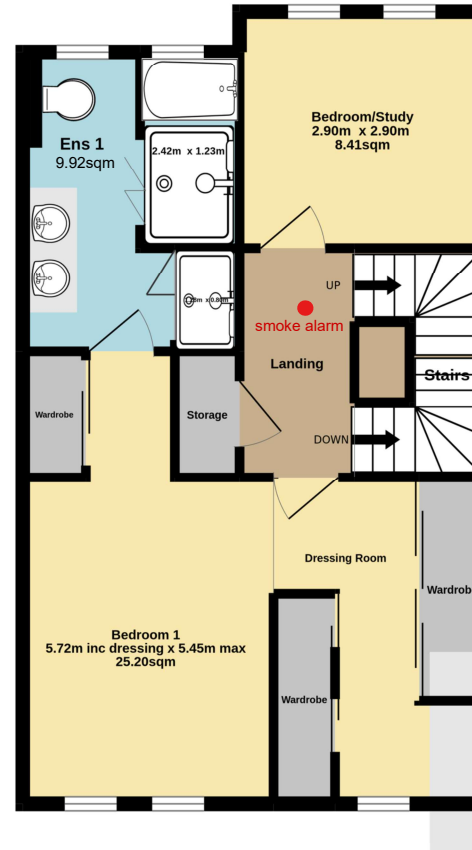 Bedroom/Study
2.90m x 2.90m
8.41sqm
Ens 1
9.92sqm
2.42m x 1.23m
UP
smoke alarm
Landing
Stairs
Wardrobe
Storage
DOWN
Dressing Room
Wardrob
Bedroom 1
5.72m inc dressing x 5.45m max
25.20sqm
Wardrobe